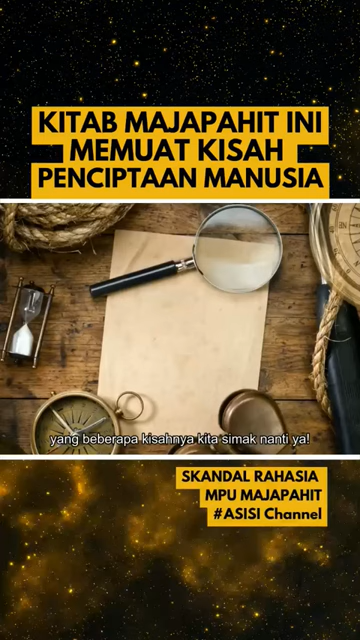 KITAB MAJAPAHIT INI
MEMUAT KISAH
PENCIPTAAN MANUSIA
yang beberapa kisahnya kita simak nanti ya!
SKANDAL RAHASIA
MPU MAJAPAHIT
#ASISI Channel